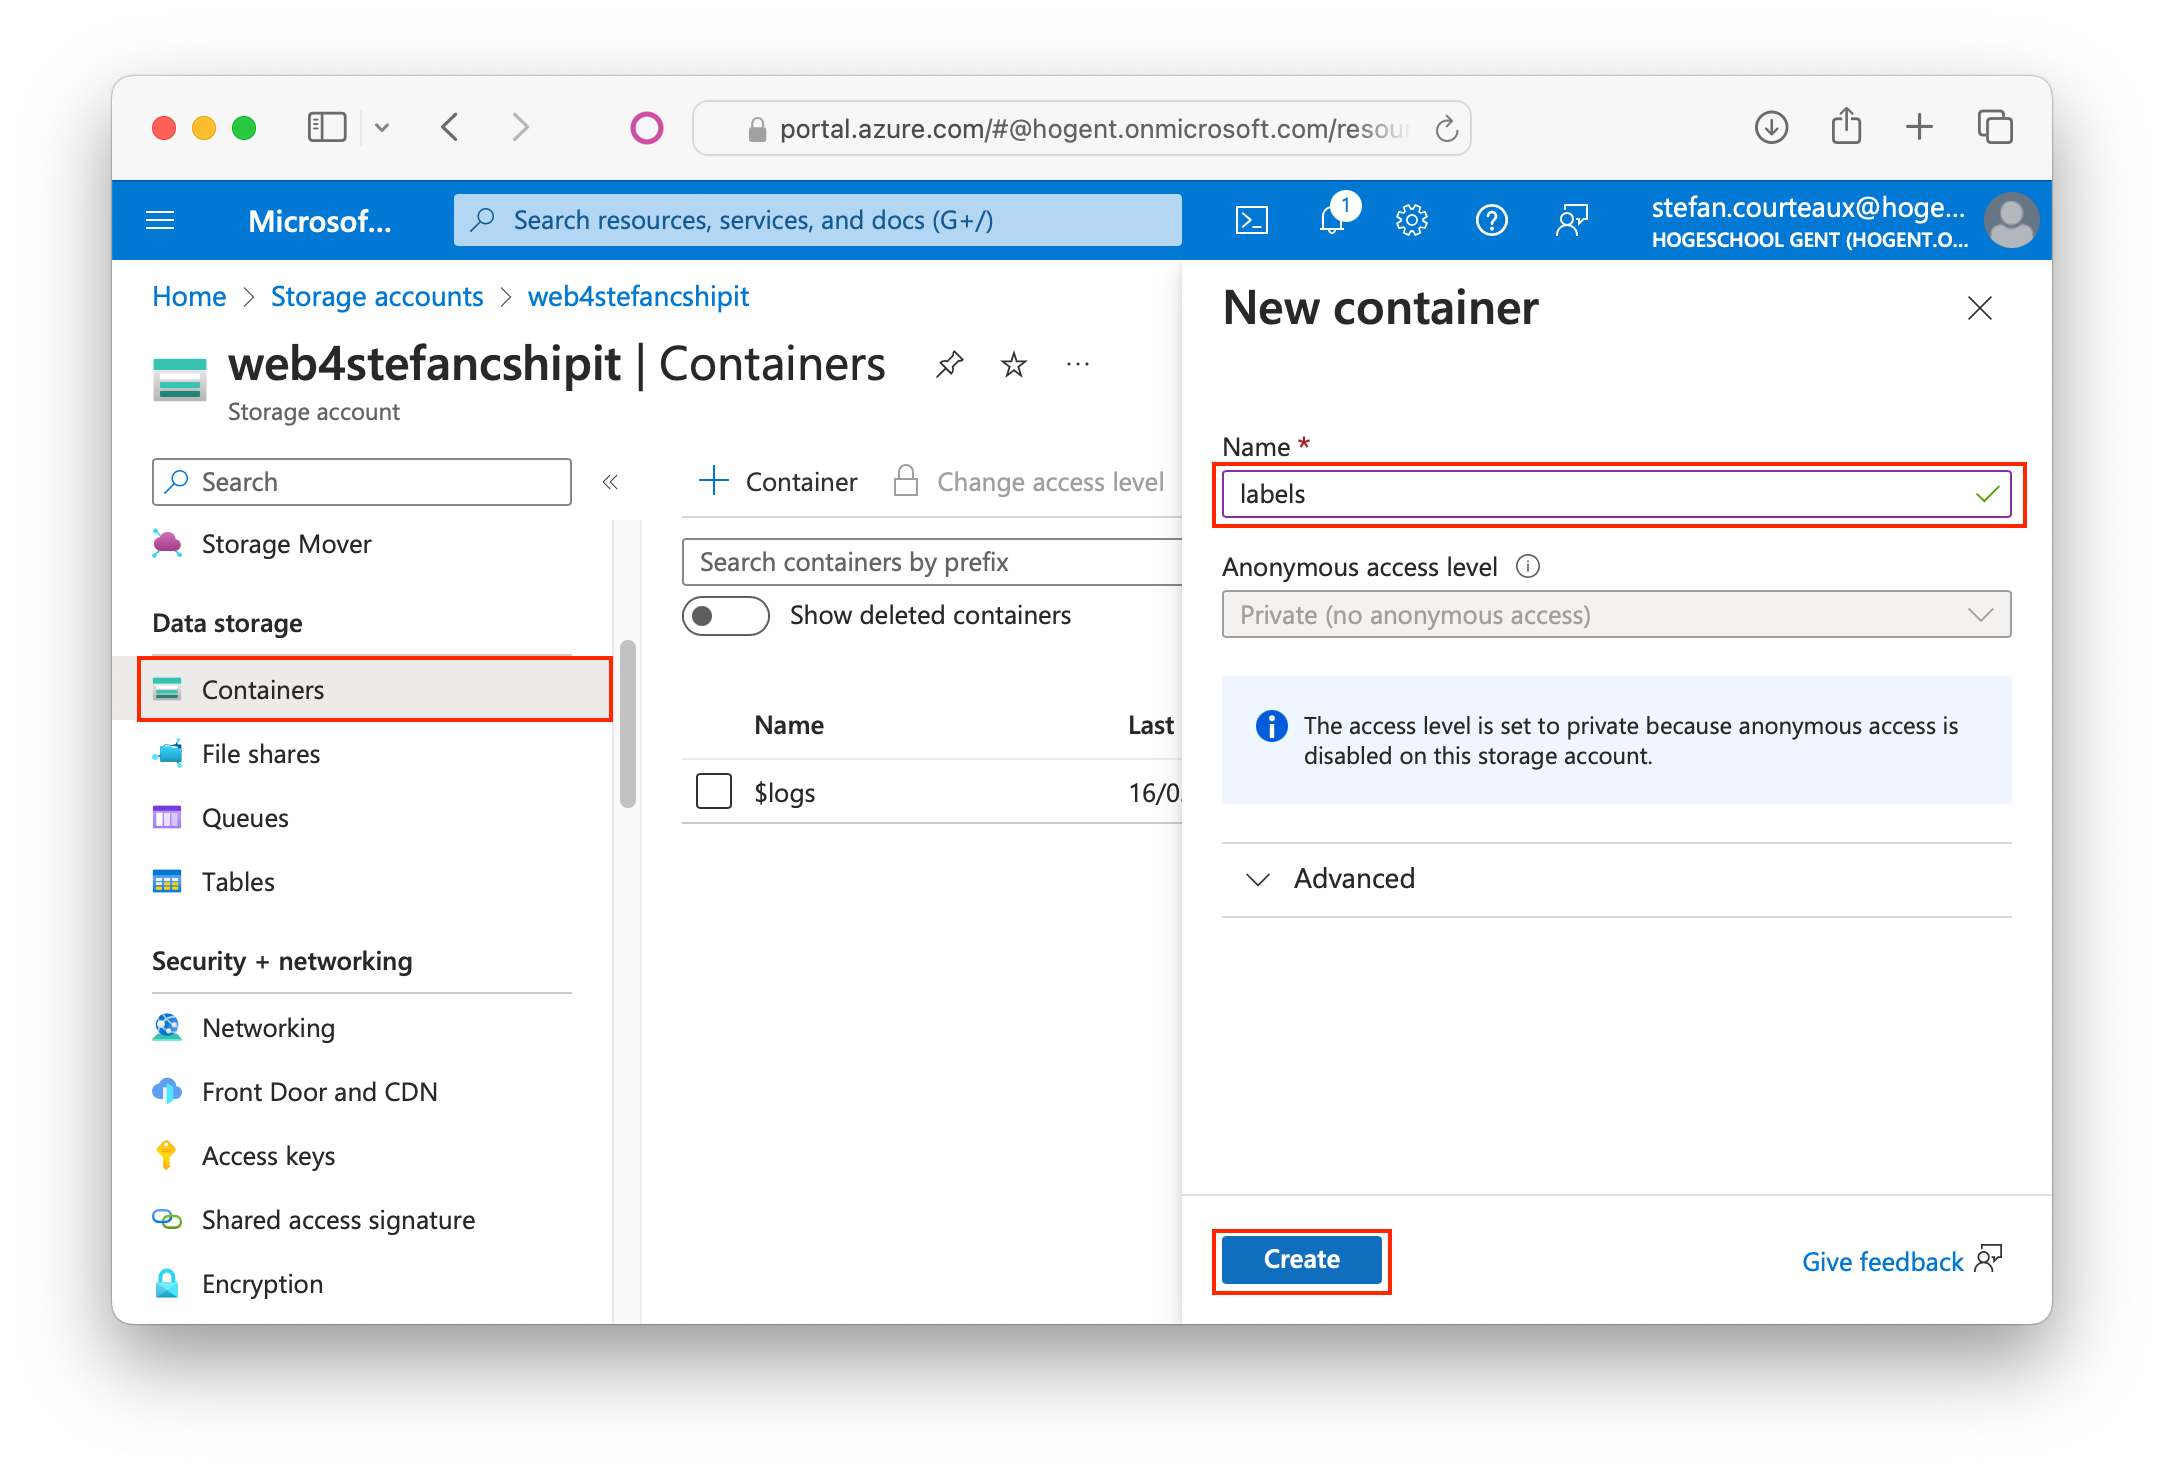 portal.azure.com/#@hogent.onmicrosoft.com/resou
Microsof...
Search resources, services, and docs (G+/)
1
stefan.courteaux@hoge...
HOGESCHOOL GENT (HOGENT.O...
Home > Storage accounts > web4stefancshipit
web4stefancshipit | Containers
Storage account
Search
Storage Mover
Data storage
Containers
File shares
Queues
Tables
Security + networking
Networking
Front Door and CDN
Access keys
Shared access signature
Encryption
Container
Change access level
Search containers by prefix
Show deleted containers
Name
Last
$logs
16/0
New container
Name *
labels
Anonymous access level
Private (no anonymous access)
The access level is set to private because anonymous access is
disabled on this storage account.
Advanced
Create
Give feedback